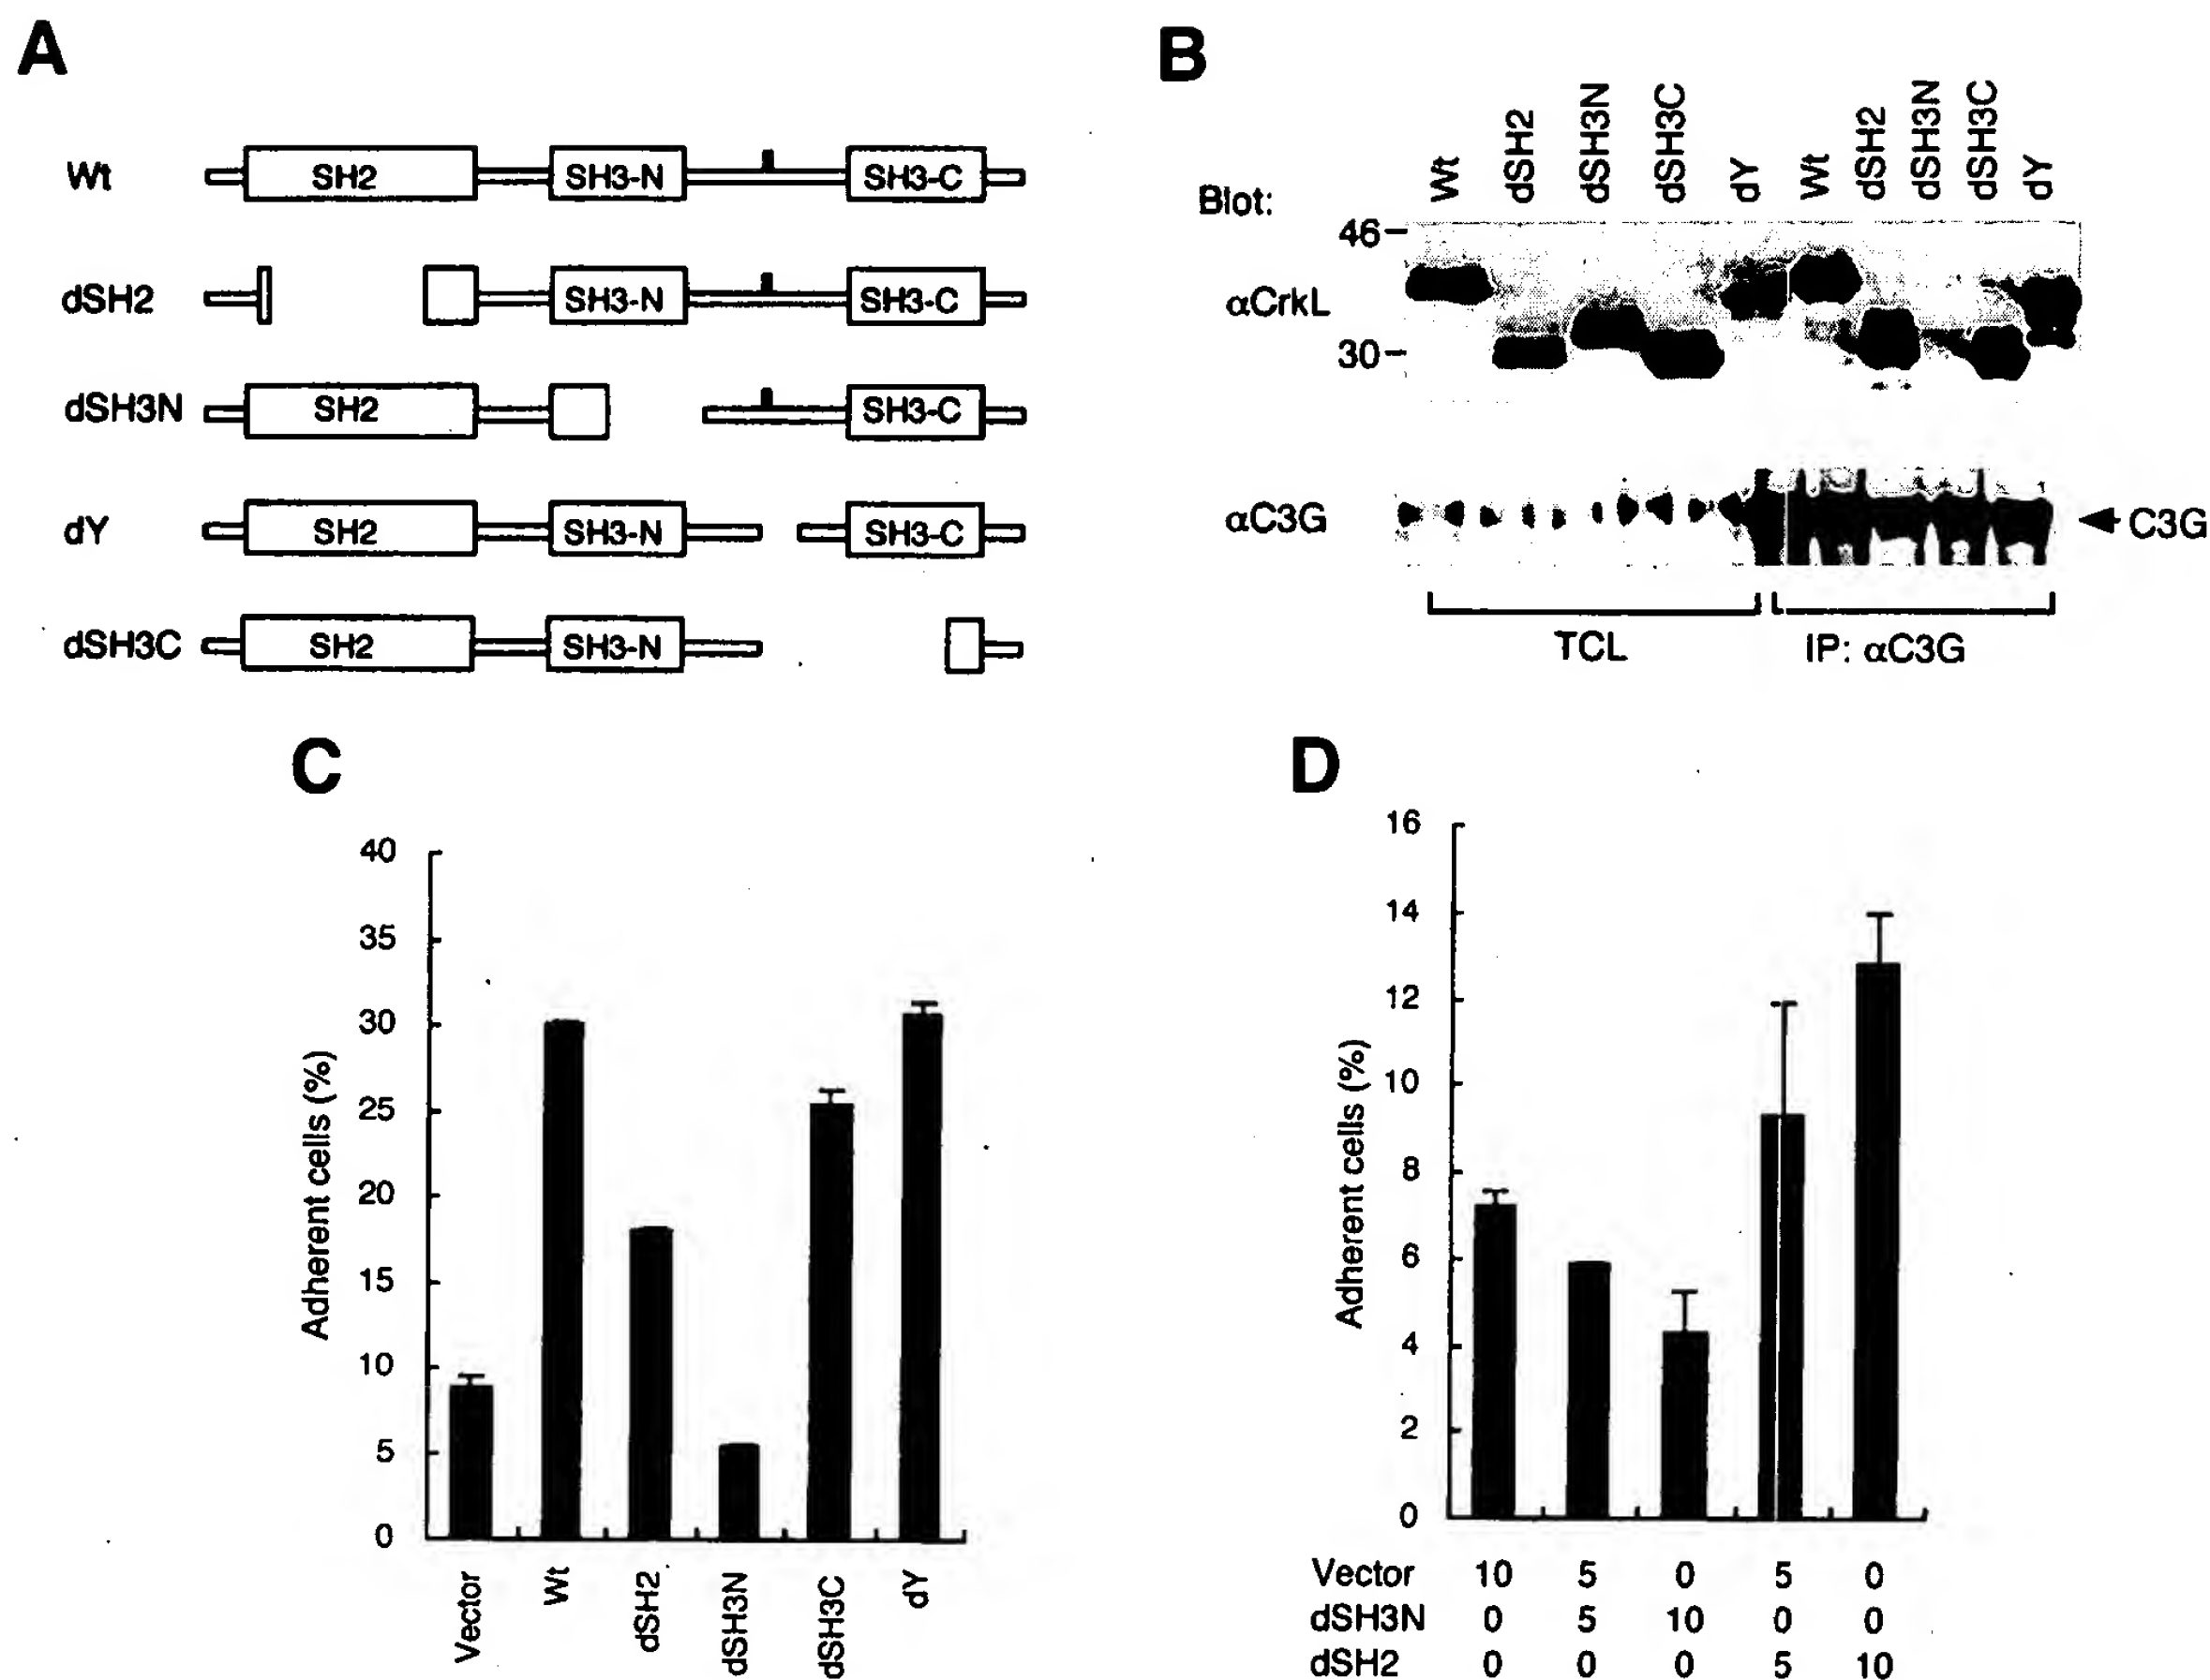 A
Wt SH2 SH3-N SH3-C
dSH2 SH3-N SH3-C
dSH3N SH2 SH3-C
dY SH2 SH3-N SH3-C
dSH3C SH2 SH3-N
B
Blot: Wt dSH2 dSH3N dSH3C dY Wt dSH2 dSH3N dSH3C dY
46
αCrkL
30
αC3G C3G
TCL IP: αC3G
C
Adherent cells (%)
40
35
30
25
20
15
10
5
0
Vector Wt dSH2 dSH3N dSH3C dY
D
Adherent cells (%)
16
14
12
10
8
6
4
2
0
Vector 10 5 0 5 0
dSH3N 0 5 10 0 0
dSH2 0 0 0 5 10